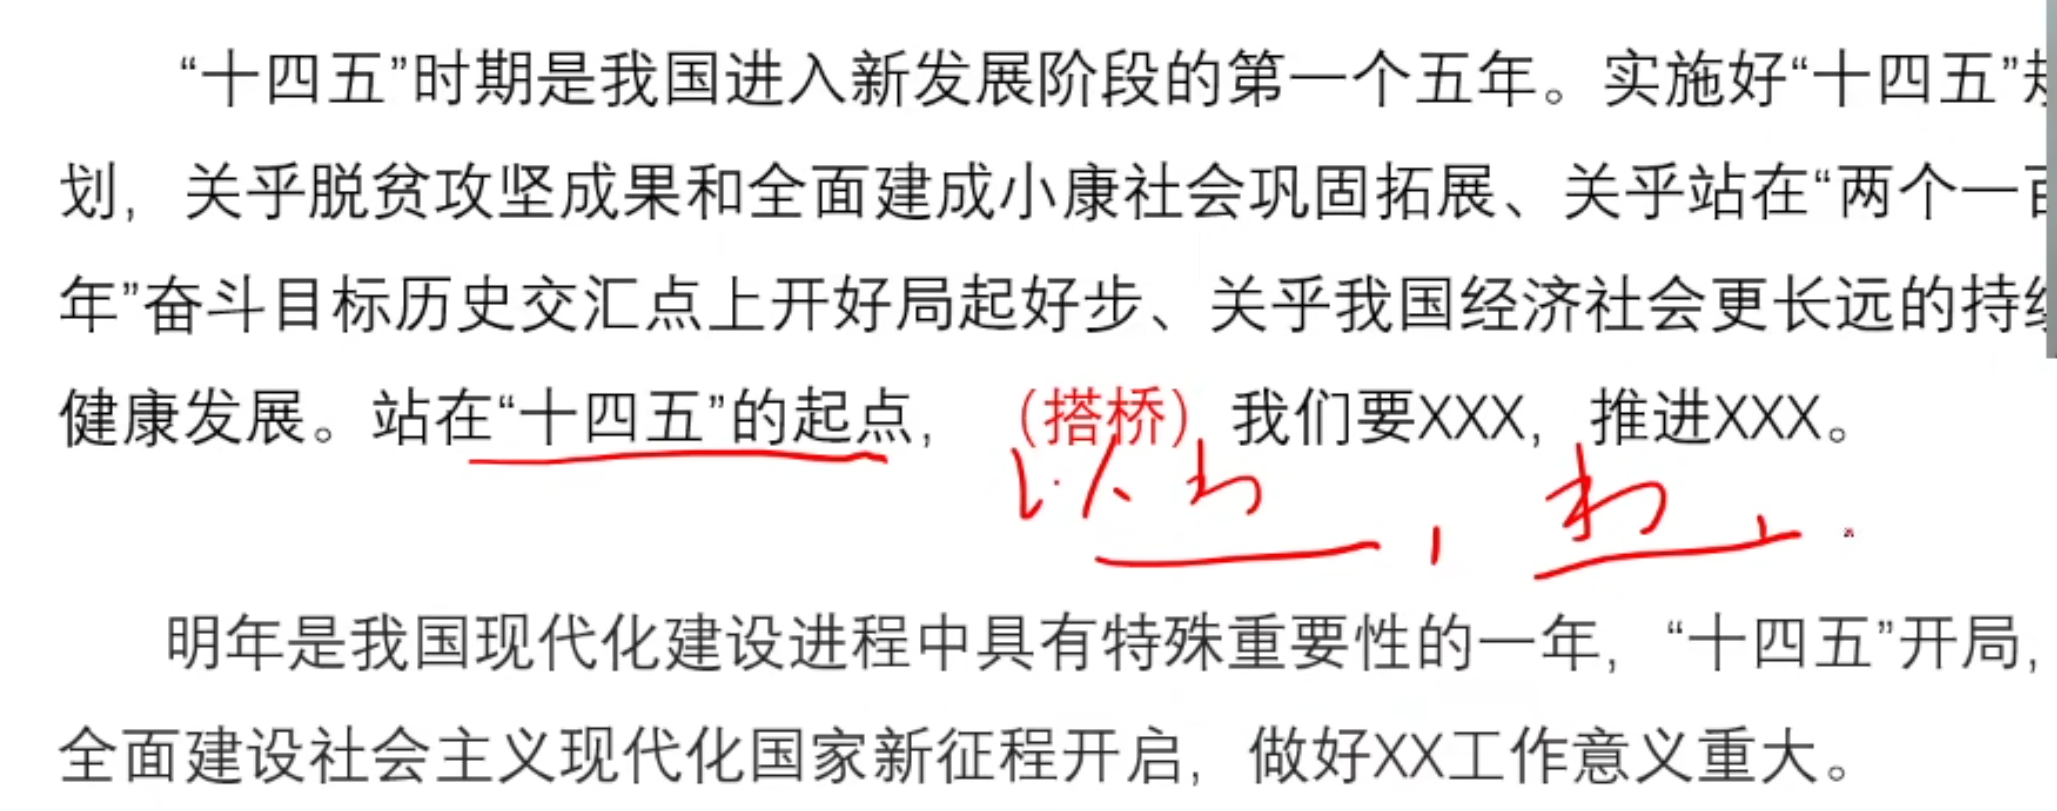 “十四五”时期是我国进入新发展阶段的第一个五年。实施好“十四五”
划，关乎脱贫攻坚成果和全面建成小康社会巩固拓展、关乎站在“两个一百
年”奋斗目标历史交汇点上开好局起好步、关乎我国经济社会更长远的持续
健康发展。站在“十四五”的起点，（搭桥）我们要XXX，推进XXX。
以
明年是我国现代化建设进程中具有特殊重要性的一年，“十四五”开局，
全面建设社会主义现代化国家新征程开启，做好XX工作意义重大。